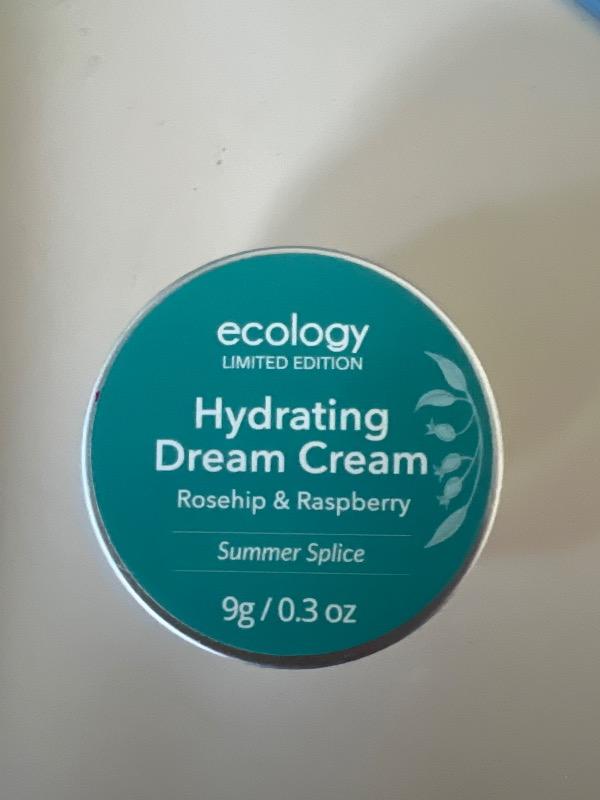 ecology
LIMITED EDITION
Hydrating
Dream Cream
Rosehip & Raspberry
Summer Splice
9g / 0.3 oz